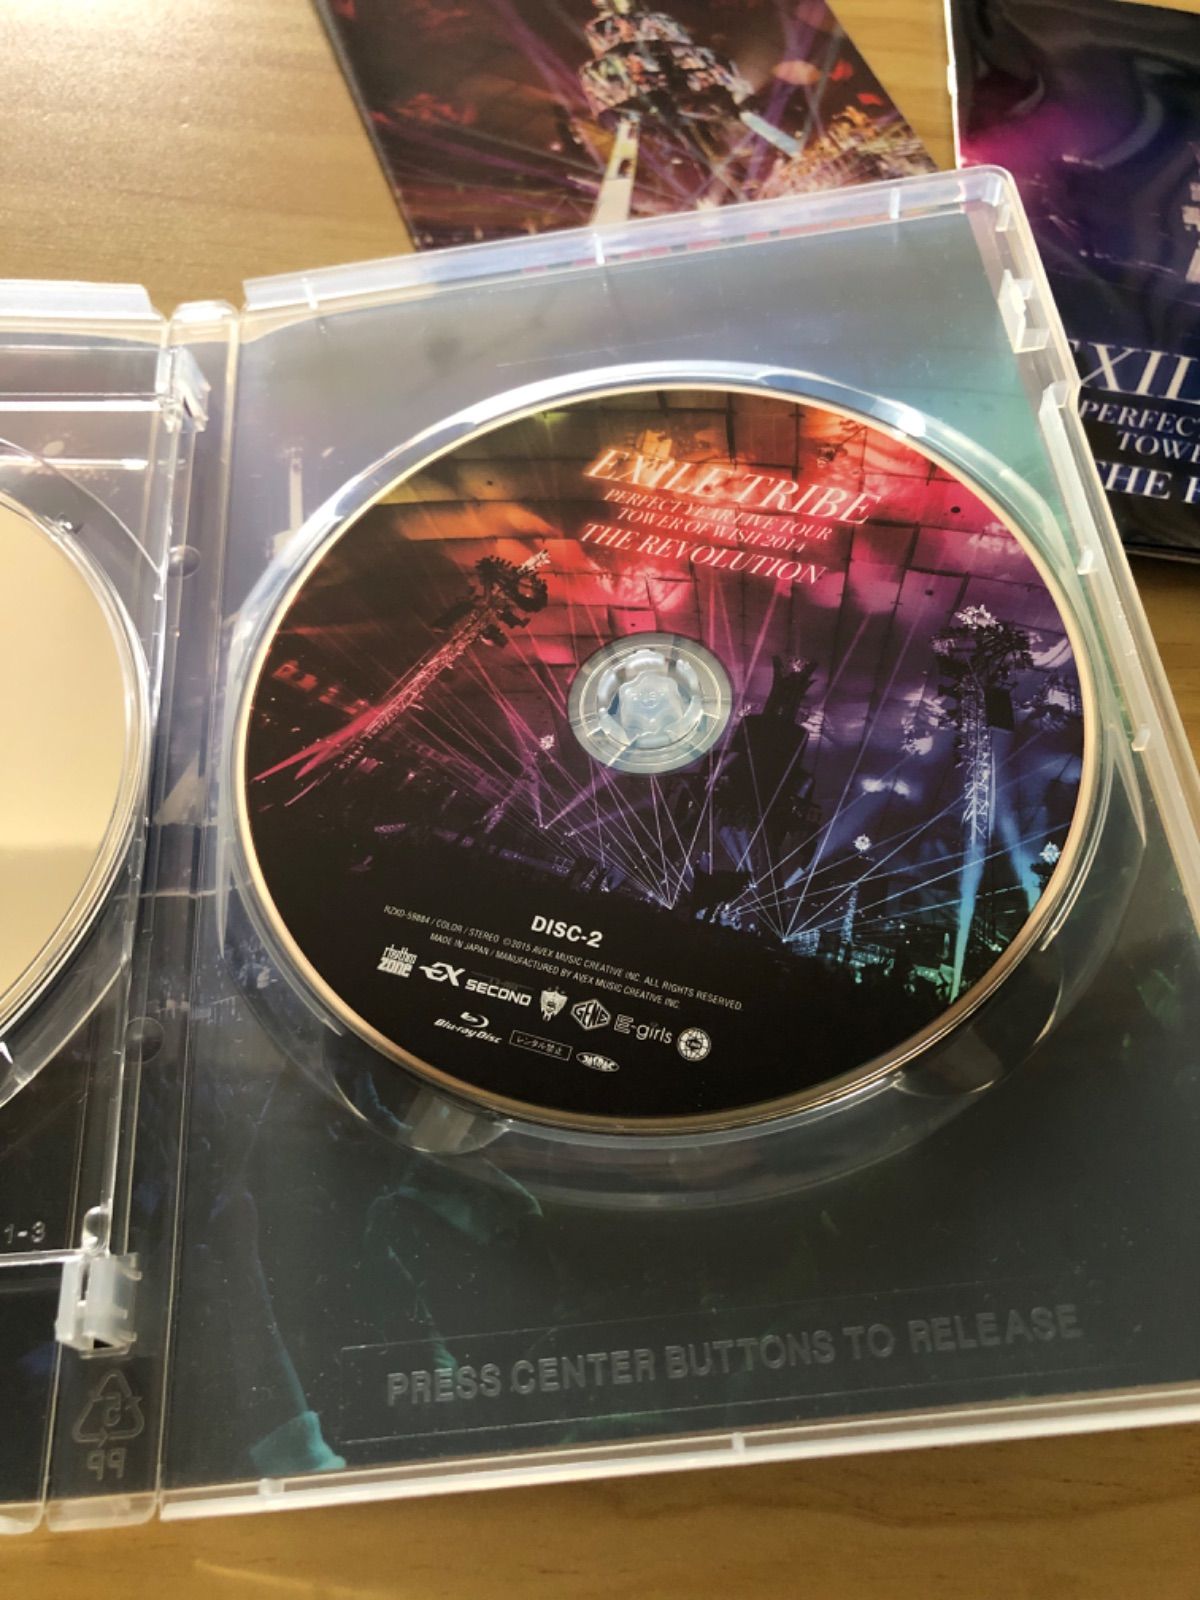 EXIL
PERFECT
TOWE
THE R
EXILE TRIBE
PERFECT YEAR LIVE TOUR
TOWER OF WISH 2014
THE REVOLUTION
DISC-2
RZXD-59884 / COLOR / STEREO ©2015 AVEX MUSIC CREATIVE INC. ALL RIGHTS RESERVED.
MADE IN JAPAN / MANUFACTURED BY AVEX MUSIC CREATIVE INC.
rhythm
zone
EX SECOND GENE E-girls
Blu-ray Disc レンタル禁止
1-3
5
PP
PRESS CENTER BUTTONS TO RELEASE